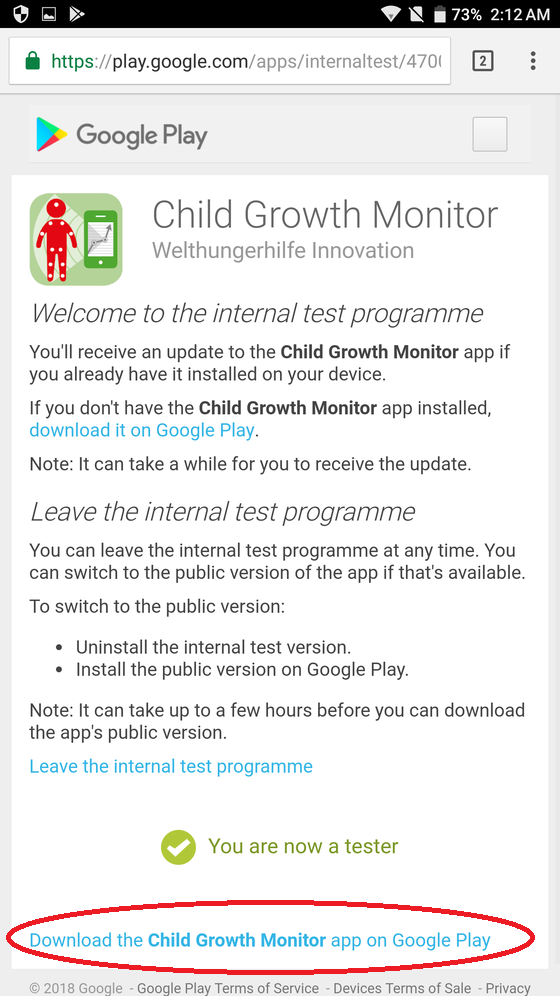 73% 2:12 AM
https://play.google.com/apps/internaltest/470
2
Google Play
Child Growth Monitor
Welthungerhilfe Innovation
Welcome to the internal test programme
You'll receive an update to the Child Growth Monitor app if
you already have it installed on your device.
If you don't have the Child Growth Monitor app installed,
download it on Google Play.
Note: It can take a while for you to receive the update.
Leave the internal test programme
You can leave the internal test programme at any time. You
can switch to the public version of the app if that's available.
To switch to the public version:
• Uninstall the internal test version.
• Install the public version on Google Play.
Note: It can take up to a few hours before you can download
the app's public version.
Leave the internal test programme
You are now a tester
Download the Child Growth Monitor app on Google Play
© 2018 Google - Google Play Terms of Service - Devices Terms of Sale - Privacy